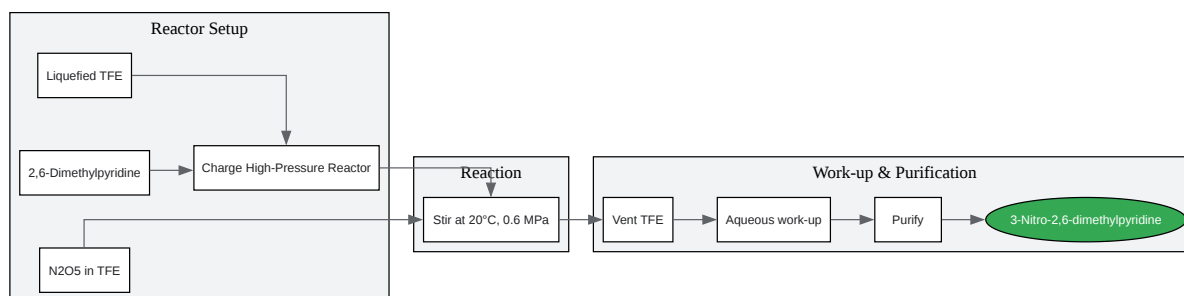 Reactor Setup
Liquefied TFE
2,6-Dimethylpyridine
Charge High-Pressure Reactor
N2O5 in TFE
Reaction
Stir at 20°C, 0.6 MPa
Work-up & Purification
Vent TFE
Aqueous work-up
Purify
3-Nitro-2,6-dimethylpyridine